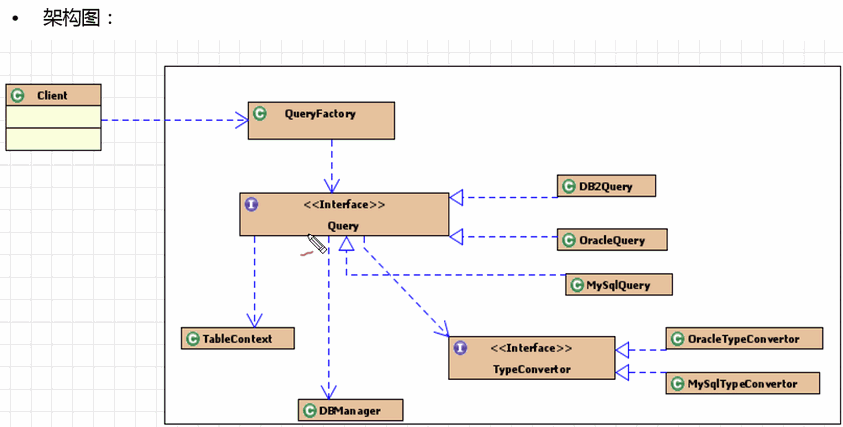 • 架构图：
C Client
C QueryFactory
I <<Interface>>
Query
C DB2Query
C OracleQuery
C MySqlQuery
C TableContext
I <<Interface>>
TypeConvertor
C OracleTypeConvertor
C MySqlTypeConvertor
C DBManager